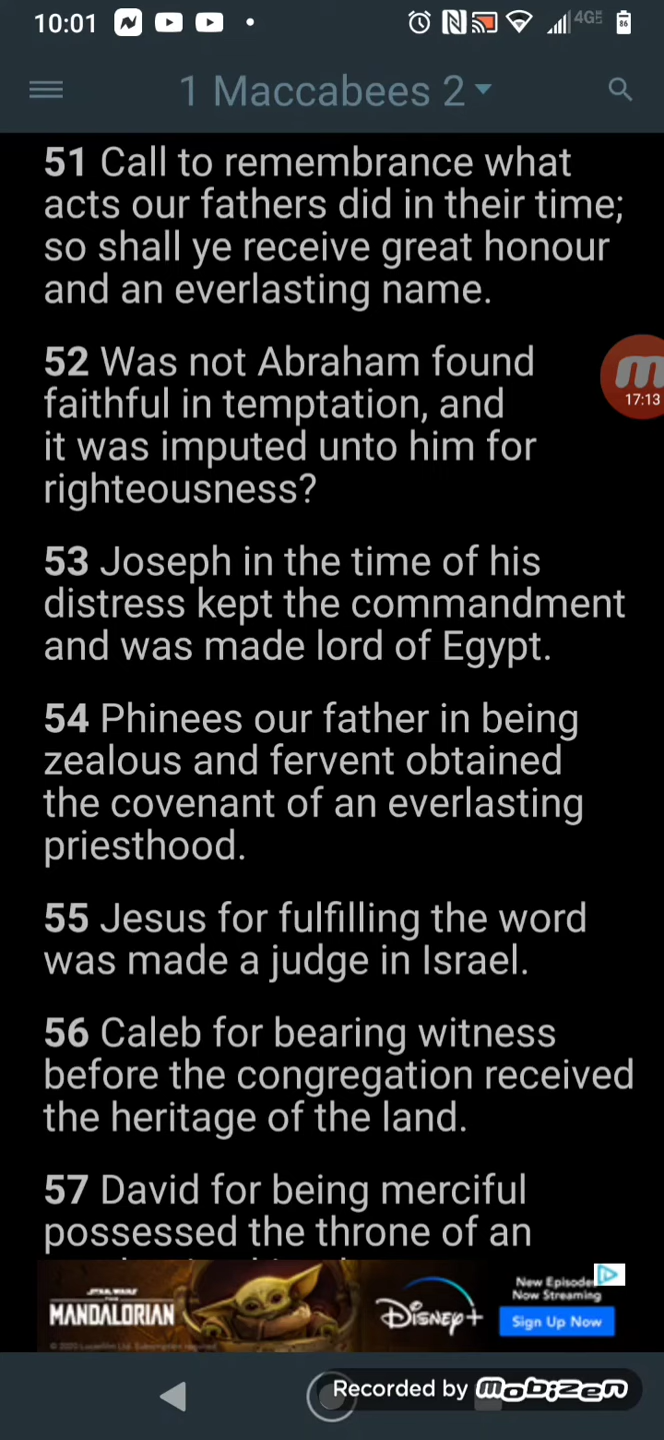 10:01
4G
86
1 Maccabees 2
51 Call to remembrance what
acts our fathers did in their time;
so shall ye receive great honour
and an everlasting name.
52 Was not Abraham found
faithful in temptation, and
it was imputed unto him for
righteousness?
17:13
53 Joseph in the time of his
distress kept the commandment
and was made lord of Egypt.
54 Phinees our father in being
zealous and fervent obtained
the covenant of an everlasting
priesthood.
55 Jesus for fulfilling the word
was made a judge in Israel.
56 Caleb for bearing witness
before the congregation received
the heritage of the land.
57 David for being merciful
possessed the throne of an
STAR WARS
THE
MANDALORIAN
Disney+
New Episodes
Now Streaming
Sign Up Now
Recorded by mobizen